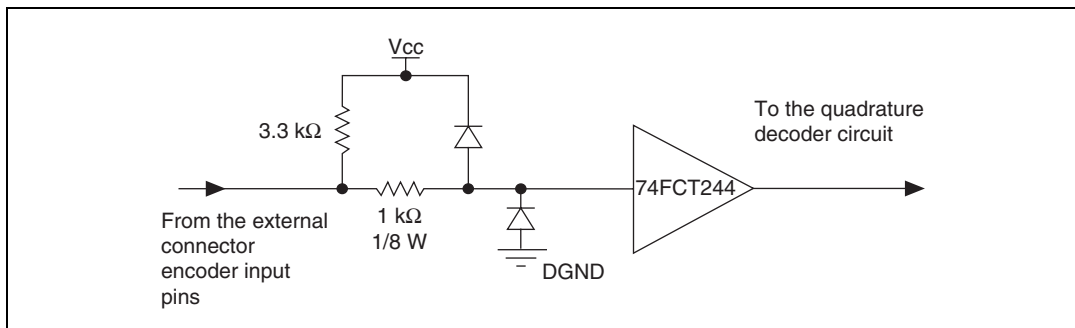 Vcc
3.3 kΩ
To the quadrature
decoder circuit
74FCT244
1 kΩ
1/8 W
From the external
connector
encoder input
pins
DGND